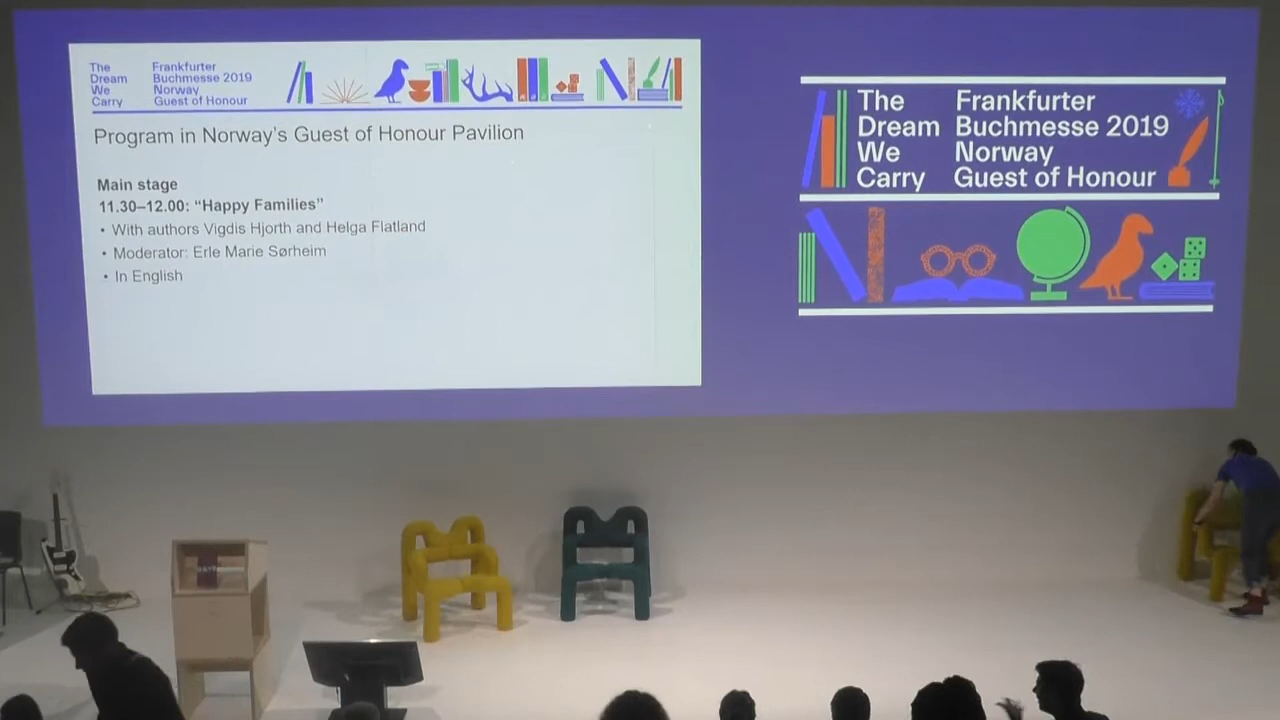 The
Dream
We
Carry
Frankfurter
Buchmesse 2019
Norway
Guest of Honour
Program in Norway's Guest of Honour Pavilion
Main stage
11.30–12.00: “Happy Families”
• With authors Vigdis Hjorth and Helga Flatland
• Moderator: Erle Marie Sørheim
• In English
The
Dream
We
Carry
Frankfurter
Buchmesse 2019
Norway
Guest of Honour